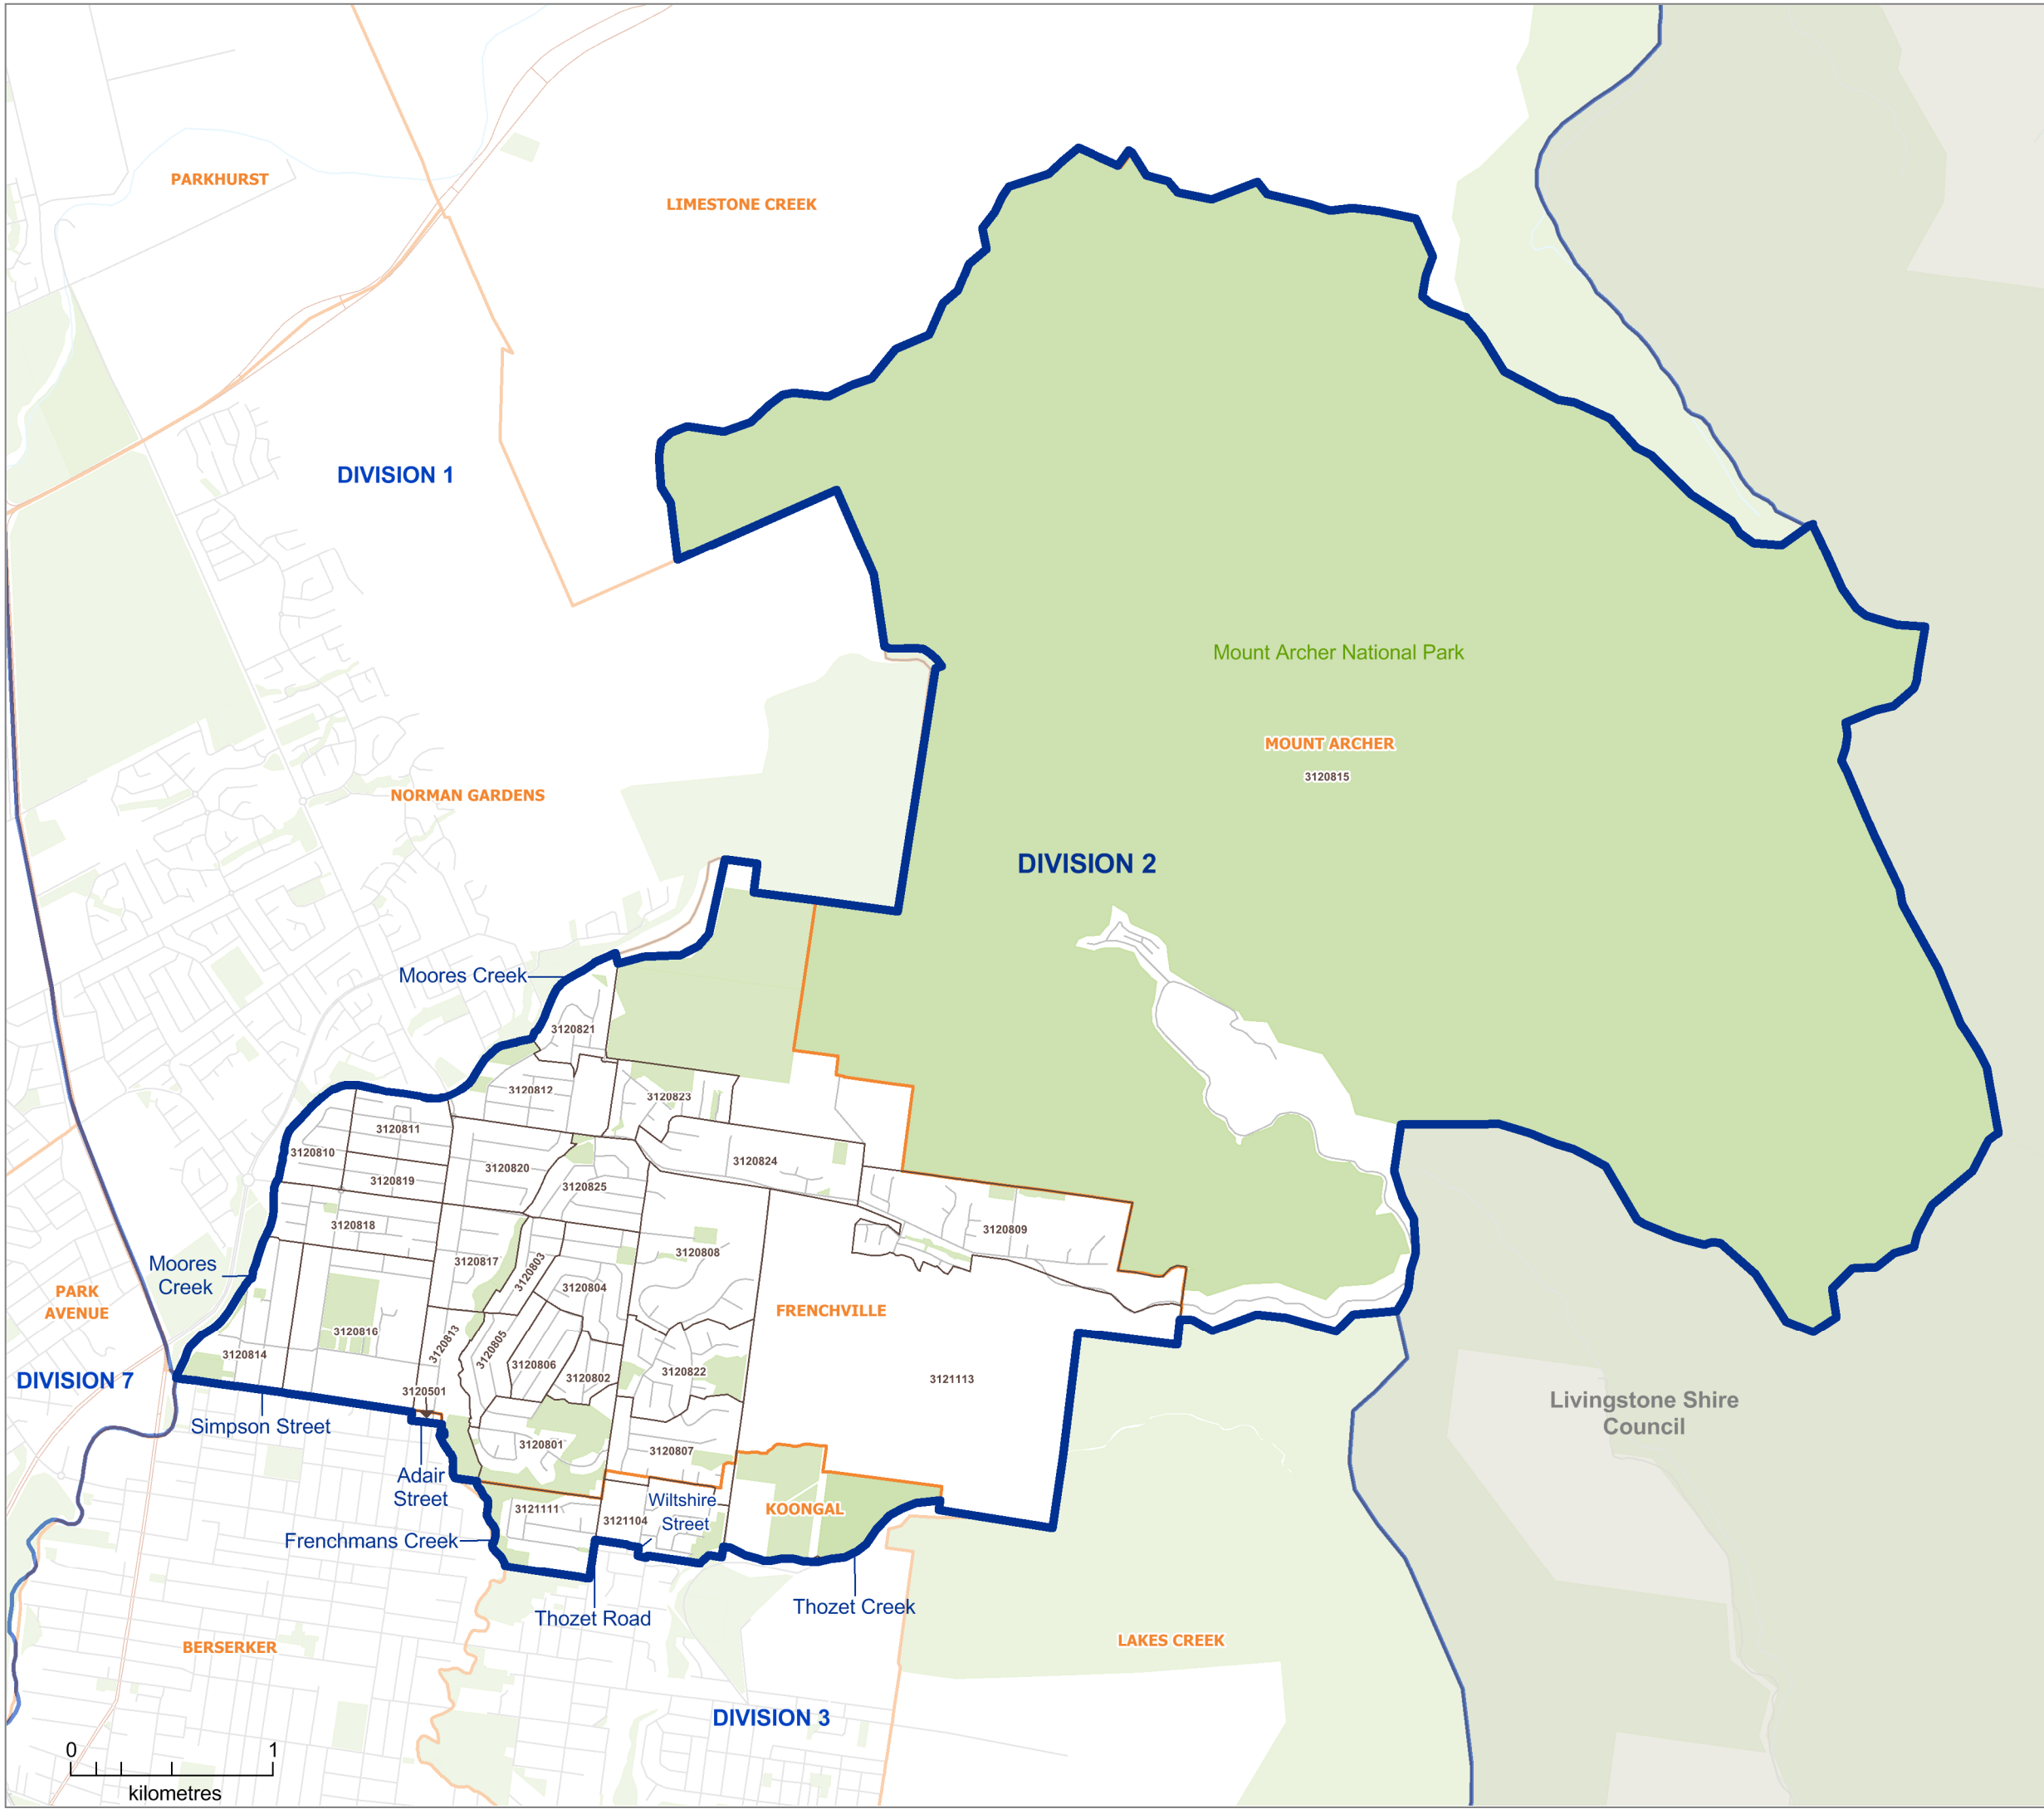 PARKHURST
LIMESTONE CREEK
DIVISION 1
Mount Archer National Park
MOUNT ARCHER
3120815
NORMAN GARDENS
DIVISION 2
Moores Creek
3120821
3120812
3120823
3120811
3120810
3120824
3120820
3120819
3120825
3120818
3120809
3120808
3120817
3120803
Moores
Creek
3120804
PARK
AVENUE
FRENCHVILLE
3120816
3120813
3120805
3120814
3120806
3120822
3120802
3121113
DIVISION 7
3120501
Livingstone Shire
Council
Simpson Street
3120801
3120807
Adair
Street
Wiltshire
Street
3121111
3121104
KOONGAL
Frenchmans Creek
Thozet Road
Thozet Creek
BERSERKER
LAKES CREEK
DIVISION 3
0 1
kilometres